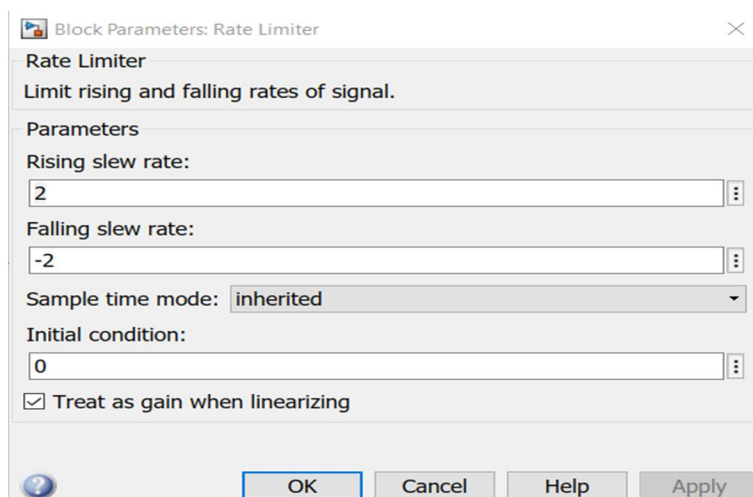 Block Parameters: Rate Limiter
Rate Limiter
Limit rising and falling rates of signal.
Parameters
Rising slew rate:
2
Falling slew rate:
-2
Sample time mode: inherited
Initial condition:
0
Treat as gain when linearizing
? OK Cancel Help Apply